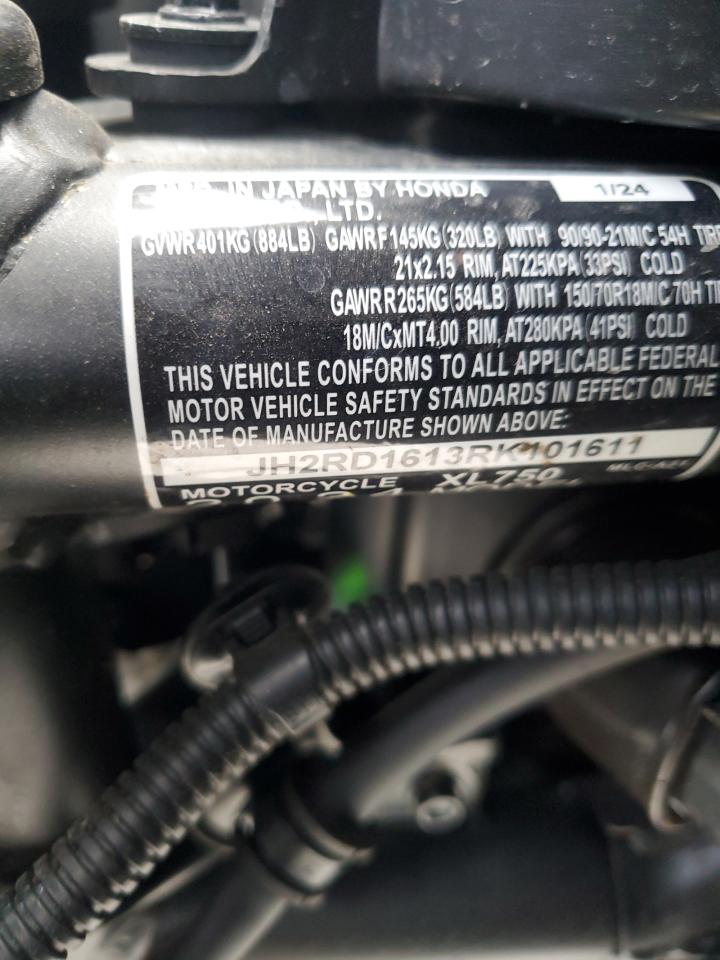 IN JAPAN BY HONDA 1/24
LTD.
GVWR401KG (884LB) GAWRF145KG (320LB) WITH 90/90-21M/C 54H TIRE
21x2.15 RIM, AT225KPA (33PSI) COLD
GAWRR265KG (584LB) WITH 150/70R18M/C 70H TI
18M/CxMT4.00 RIM, AT280KPA (41PSI) COLD
THIS VEHICLE CONFORMS TO ALL APPLICABLE FEDERAL
MOTOR VEHICLE SAFETY STANDARDS IN EFFECT ON THE
DATE OF MANUFACTURE SHOWN ABOVE:
JH2RD1613RK101611
MOTORCYCLE XL750